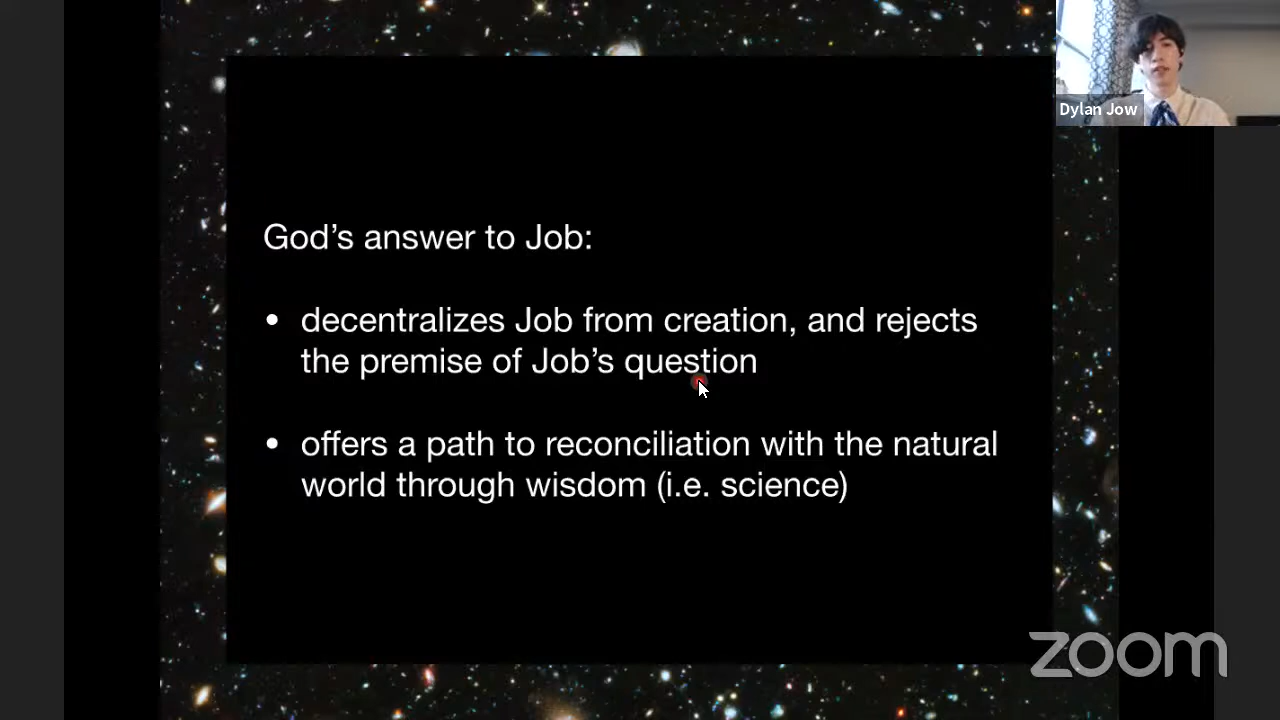 Dylan Jow
God's answer to Job:
• decentralizes Job from creation, and rejects
the premise of Job's question
• offers a path to reconciliation with the natural
world through wisdom (i.e. science)
zoom